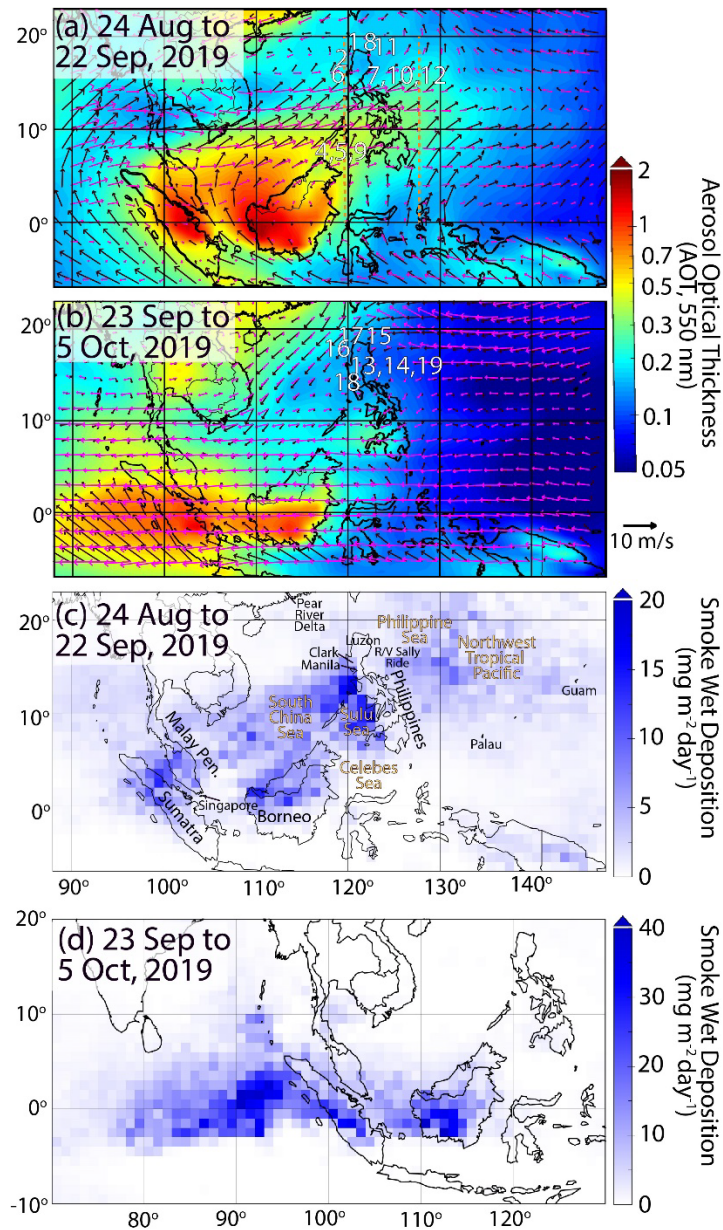 (a) 24 Aug to
22 Sep, 2019
20°
10°
0°
18
11
2
6
7,10,12
4,5,9
8
3
(b) 23 Sep to
5 Oct, 2019
20°
10°
0°
17
15
16
13,14,19
18
2
1
0.7
0.5
0.3
0.2
0.1
0.05
Aerosol Optical Thickness
(AOT, 550 nm)
10 m/s
(c) 24 Aug to
22 Sep, 2019
20°
10°
0°
90°
100°
110°
120°
130°
140°
Pear
River
Delta
Luzon
Clark
Manila
R/V Sally
Ride
Philippine
Sea
Northwest
Tropical
Pacific
Guam
Palau
Philippines
South
China
Sea
Sulu
Sea
Celebes
Sea
Malay Pen.
Sumatra
Singapore
Borneo
20
15
10
5
0
Smoke Wet Deposition
(mg m-2 day-1)
(d) 23 Sep to
5 Oct, 2019
20°
10°
0°
-10°
80°
90°
100°
110°
120°
40
30
20
10
0
Smoke Wet Deposition
(mg m-2 day-1)